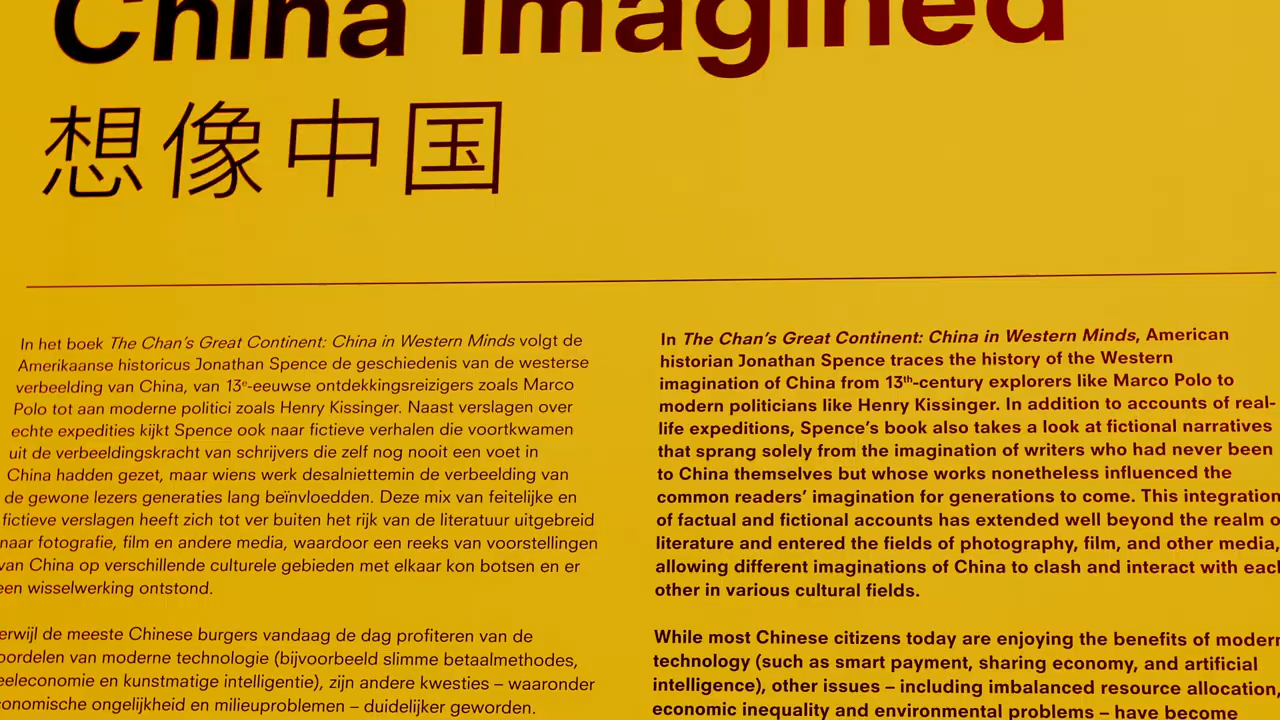 China Imagined
想像中国
In het boek The Chan's Great Continent: China in Western Minds volgt de
Amerikaanse historicus Jonathan Spence de geschiedenis van de westerse
verbeelding van China, van 13e-eeuwse ontdekkingsreizigers zoals Marco
Polo tot aan moderne politici zoals Henry Kissinger. Naast verslagen over
echte expedities kijkt Spence ook naar fictieve verhalen die voortkwamen
uit de verbeeldingskracht van schrijvers die zelf nog nooit een voet in
China hadden gezet, maar wiens werk desalniettemin de verbeelding van
de gewone lezers generaties lang beïnvloedden. Deze mix van feitelijke en
fictieve verslagen heeft zich tot ver buiten het rijk van de literatuur uitgebreid
naar fotografie, film en andere media, waardoor een reeks van voorstellingen
van China op verschillende culturele gebieden met elkaar kon botsen en er
een wisselwerking ontstond.
erwijl de meeste Chinese burgers vandaag de dag profiteren van de
oordelen van moderne technologie (bijvoorbeeld slimme betaalmethodes,
eeleconomie en kunstmatige intelligentie), zijn andere kwesties – waaronder
conomische ongelijkheid en milieuproblemen – duidelijker geworden.
In The Chan's Great Continent: China in Western Minds, American
historian Jonathan Spence traces the history of the Western
imagination of China from 13th-century explorers like Marco Polo to
modern politicians like Henry Kissinger. In addition to accounts of real-
life expeditions, Spence's book also takes a look at fictional narratives
that sprang solely from the imagination of writers who had never been
to China themselves but whose works nonetheless influenced the
common readers' imagination for generations to come. This integration
of factual and fictional accounts has extended well beyond the realm o
literature and entered the fields of photography, film, and other media,
allowing different imaginations of China to clash and interact with each
other in various cultural fields.
While most Chinese citizens today are enjoying the benefits of modern
technology (such as smart payment, sharing economy, and artificial
intelligence), other issues – including imbalanced resource allocation,
economic inequality and environmental problems – have become